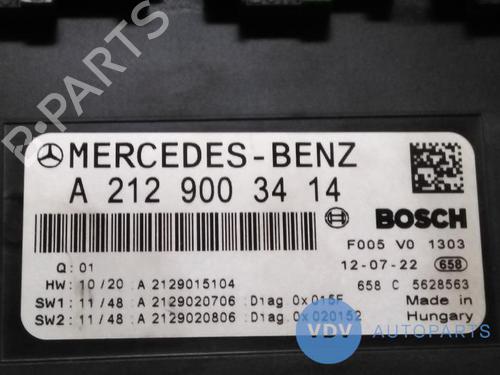 B-PARTS
MERCEDES-BENZ
A 212 900 34 14
BOSCH
F005 V0 1303
Q: 01
12-07-22 658
HW: 10/20 A 2129015104
658 C 5628563
SW1: 11/48 A 2129020706 :Diag.0x015F
Made in
SW2: 11/48 A 2129020806 :Diag.0x020152
Hungary
VDV AUTOPARTS